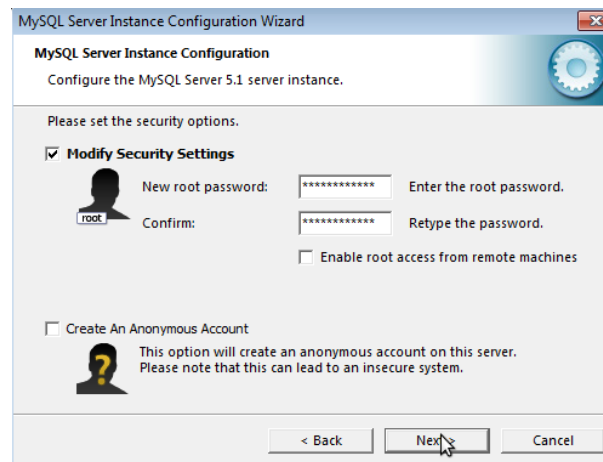 MySQL Server Instance Configuration Wizard
MySQL Server Instance Configuration
Configure the MySQL Server 5.1 server instance.
Please set the security options.
Modify Security Settings
root
New root password: ************ Enter the root password.
Confirm: ************ Retype the password.
Enable root access from remote machines
Create An Anonymous Account
This option will create an anonymous account on this server.
Please note that this can lead to an insecure system.
< Back Next > Cancel